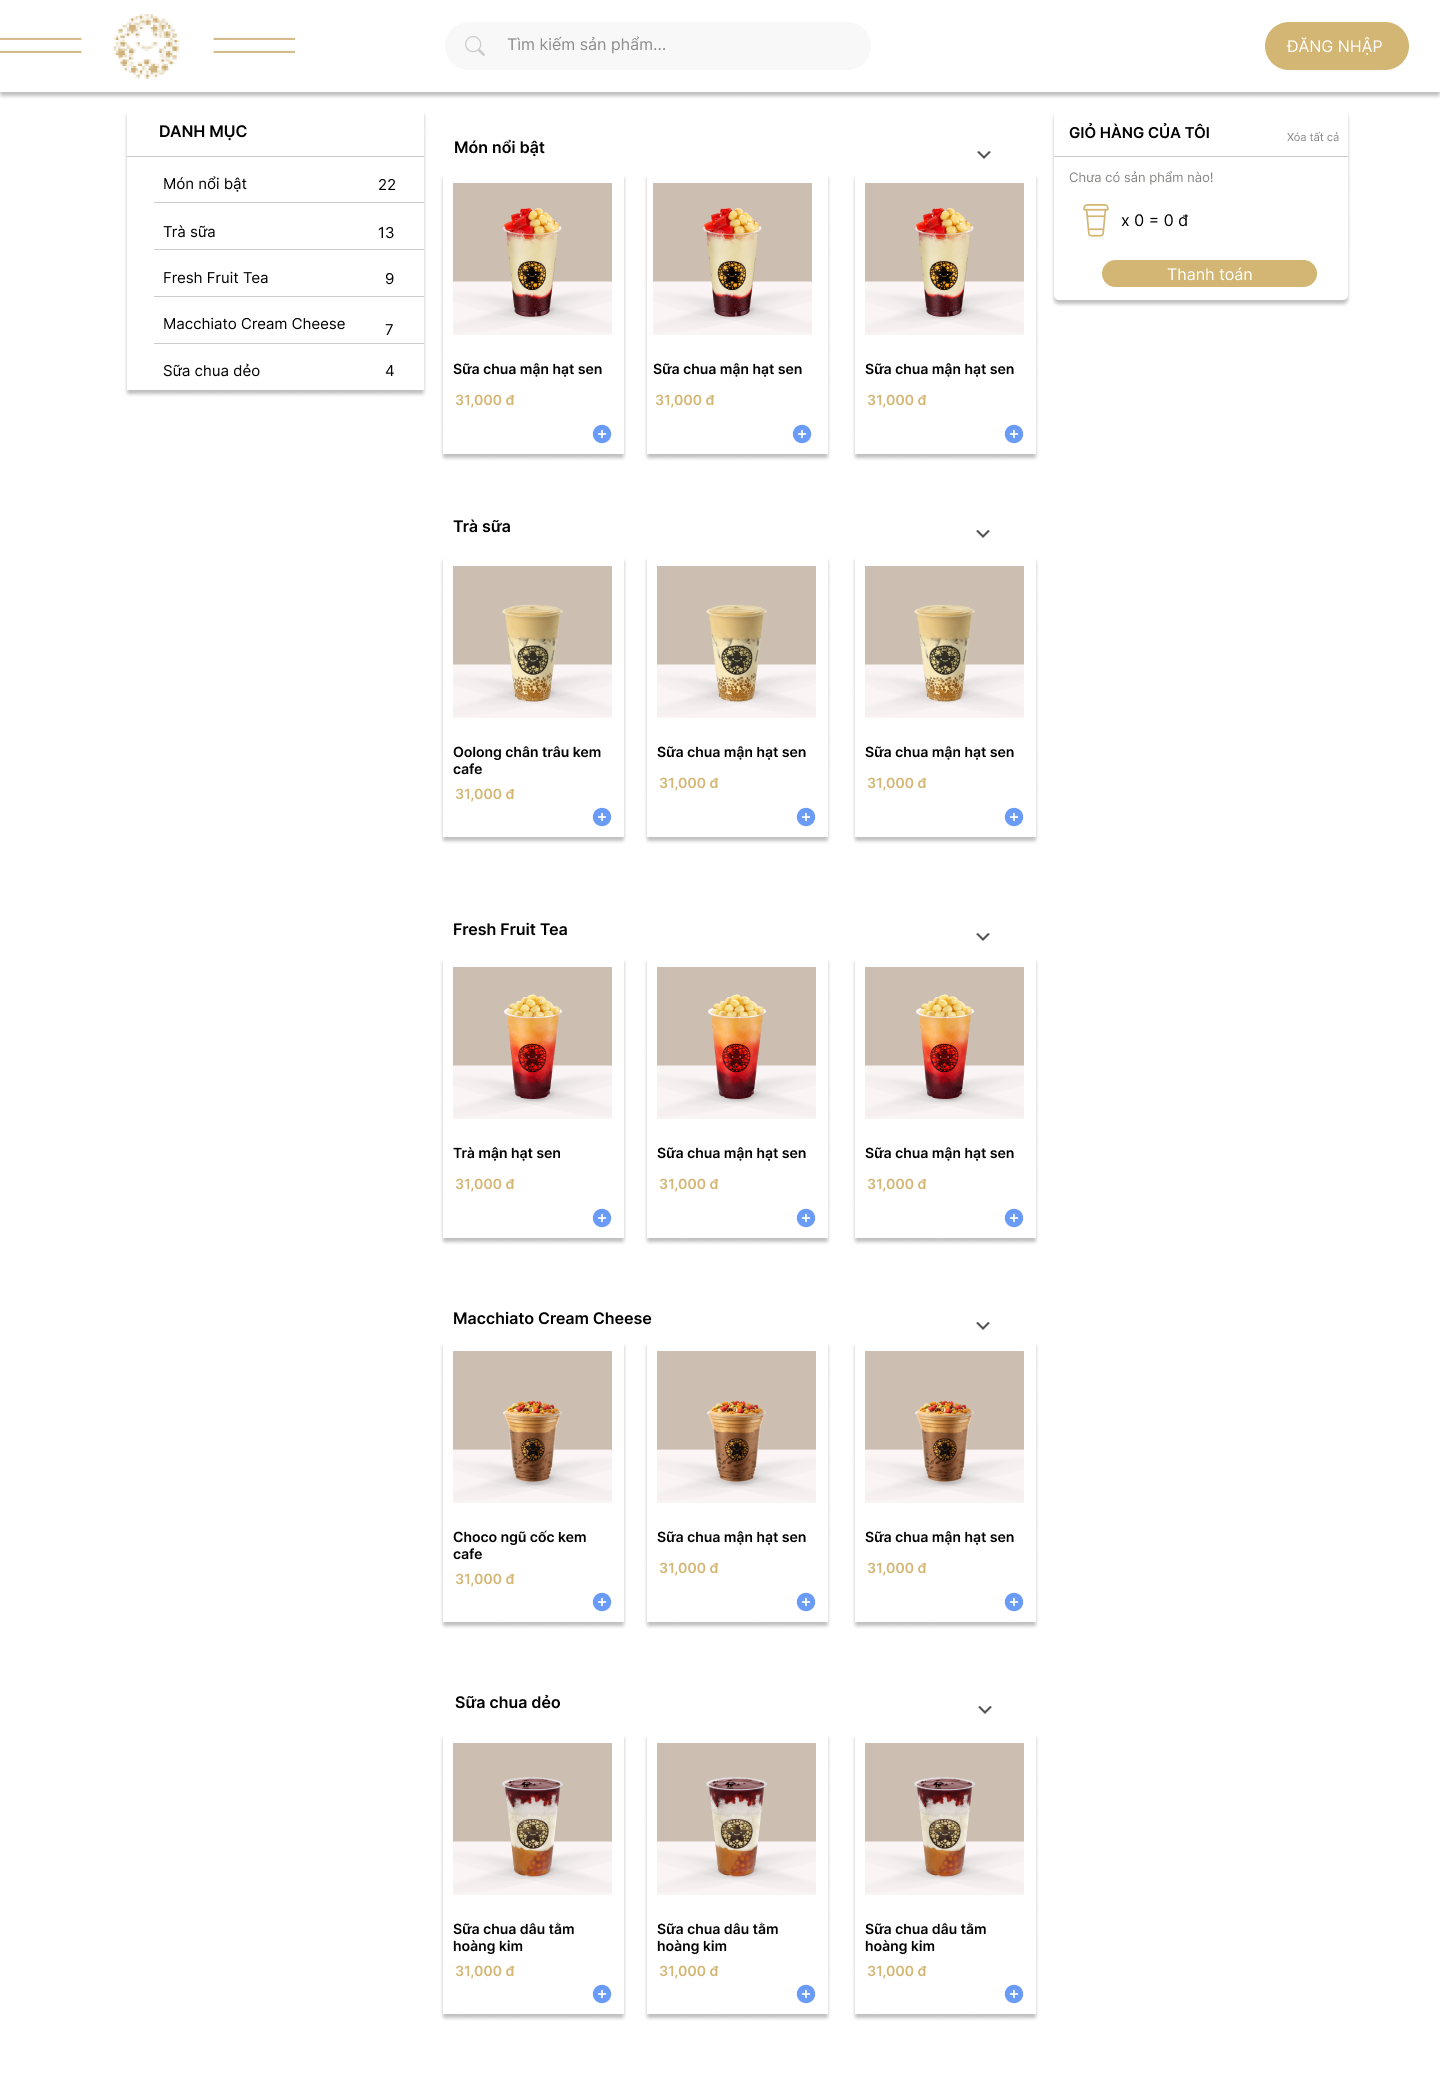 Tìm kiếm sản phẩm...
ĐĂNG NHẬP
DANH MỤC
Món nổi bật 22
Trà sữa 13
Fresh Fruit Tea 9
Macchiato Cream Cheese 7
Sữa chua dẻo 4
GIỎ HÀNG CỦA TÔI
Xóa tất cả
Chưa có sản phẩm nào!
x 0 = 0 đ
Thanh toán
Món nổi bật
Sữa chua mận hạt sen
31,000 đ
Sữa chua mận hạt sen
31,000 đ
Sữa chua mận hạt sen
31,000 đ
Trà sữa
Oolong chân trâu kem
cafe
31,000 đ
Sữa chua mận hạt sen
31,000 đ
Sữa chua mận hạt sen
31,000 đ
Fresh Fruit Tea
Trà mận hạt sen
31,000 đ
Sữa chua mận hạt sen
31,000 đ
Sữa chua mận hạt sen
31,000 đ
Macchiato Cream Cheese
Choco ngũ cốc kem
cafe
31,000 đ
Sữa chua mận hạt sen
31,000 đ
Sữa chua mận hạt sen
31,000 đ
Sữa chua dẻo
Sữa chua dâu tằm
hoàng kim
31,000 đ
Sữa chua dâu tằm
hoàng kim
31,000 đ
Sữa chua dâu tằm
hoàng kim
31,000 đ